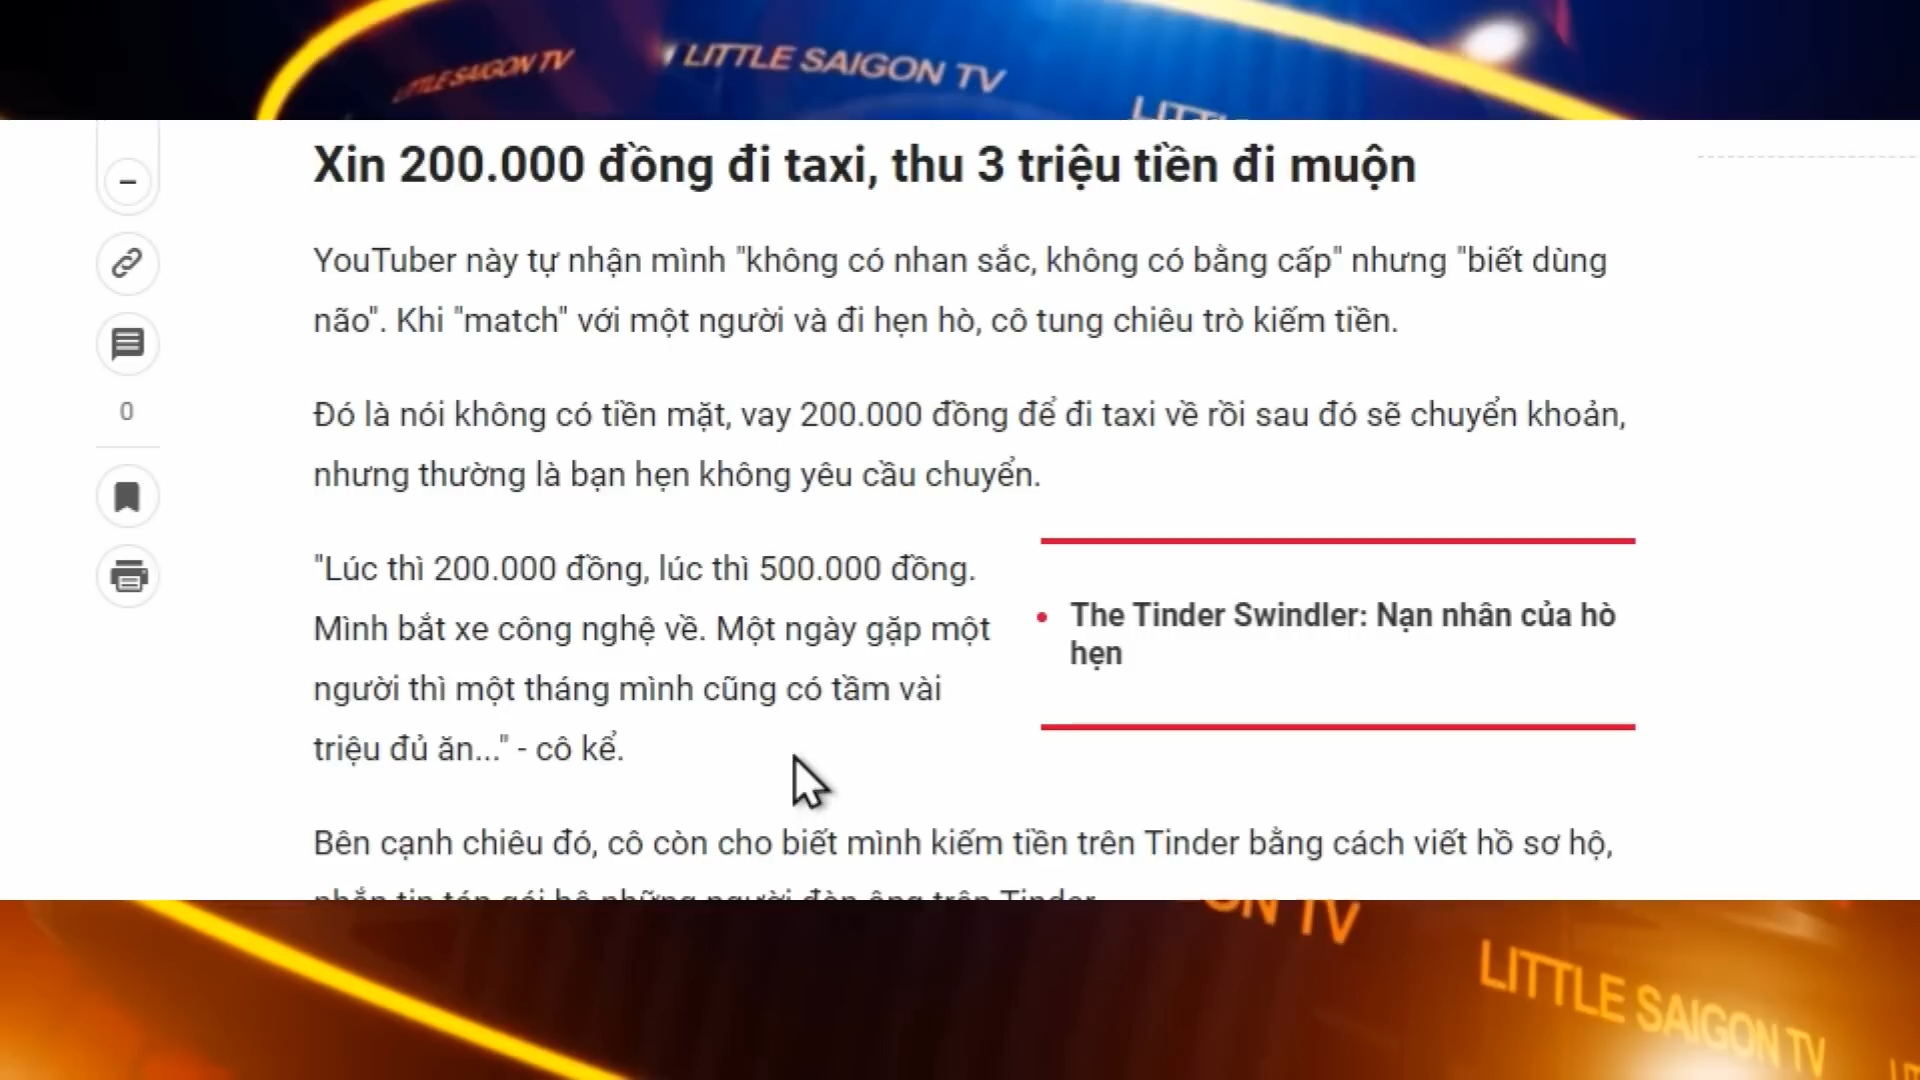 LITTLE SAIGON TV
LITTLE SAIGON TV
Xin 200.000 đồng đi taxi, thu 3 triệu tiền đi muộn
YouTuber này tự nhận mình "không có nhan sắc, không có bằng cấp" nhưng "biết dùng
não". Khi "match" với một người và đi hẹn hò, cô tung chiêu trò kiếm tiền.
Đó là nói không có tiền mặt, vay 200.000 đồng để đi taxi về rồi sau đó sẽ chuyển khoản,
nhưng thường là bạn hẹn không yêu cầu chuyển.
0
"Lúc thì 200.000 đồng, lúc thì 500.000 đồng.
Mình bắt xe công nghệ về. Một ngày gặp một
người thì một tháng mình cũng có tầm vài
triệu đủ ăn..." - cô kể.
The Tinder Swindler: Nạn nhân của hò
hẹn
Bên cạnh chiêu đó, cô còn cho biết mình kiếm tiền trên Tinder bằng cách viết hồ sơ hộ,
LITTLE SAIGON TV